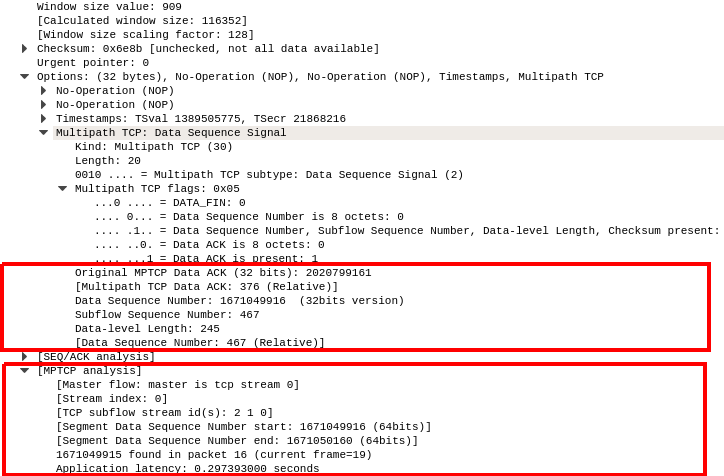 Window size value: 909
[Calculated window size: 116352]
[Window size scaling factor: 128]
Checksum: 0x6e8b [unchecked, not all data available]
Urgent pointer: 0
Options: (32 bytes), No-Operation (NOP), No-Operation (NOP), Timestamps, Multipath TCP
No-Operation (NOP)
No-Operation (NOP)
Timestamps: TSval 1389505775, TSecr 21868216
Multipath TCP: Data Sequence Signal
Kind: Multipath TCP (30)
Length: 20
0010 .... = Multipath TCP subtype: Data Sequence Signal (2)
Multipath TCP flags: 0x05
...0 .... = DATA_FIN: 0
.... 0... = Data Sequence Number is 8 octets: 0
.... .1.. = Data Sequence Number, Subflow Sequence Number, Data-level Length, Checksum present:
.... ..0. = Data ACK is 8 octets: 0
.... ...1 = Data ACK is present: 1
Original MPTCP Data ACK (32 bits): 2020799161
[Multipath TCP Data ACK: 376 (Relative)]
Data Sequence Number: 1671049916  (32bits version)
Subflow Sequence Number: 467
Data-level Length: 245
[Data Sequence Number: 467 (Relative)]
[SEQ/ACK analysis]
[MPTCP analysis]
[Master flow: master is tcp stream 0]
[Stream index: 0]
[TCP subflow stream id(s): 2 1 0]
[Segment Data Sequence Number start: 1671049916 (64bits)]
[Segment Data Sequence Number end: 1671050160 (64bits)]
1671049915 found in packet 16 (current frame=19)
Application latency: 0.297393000 seconds